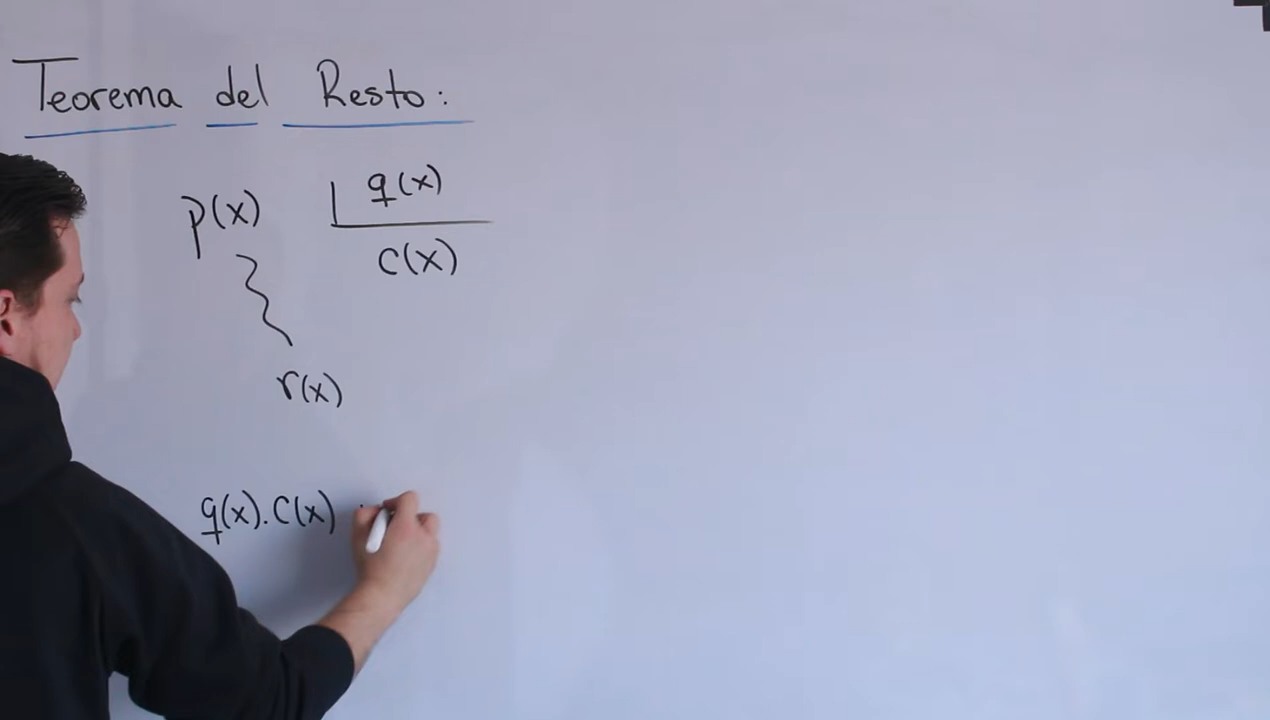 Teorema del Resto:
p(x) q(x)
c(x)
r(x)
q(x).c(x)